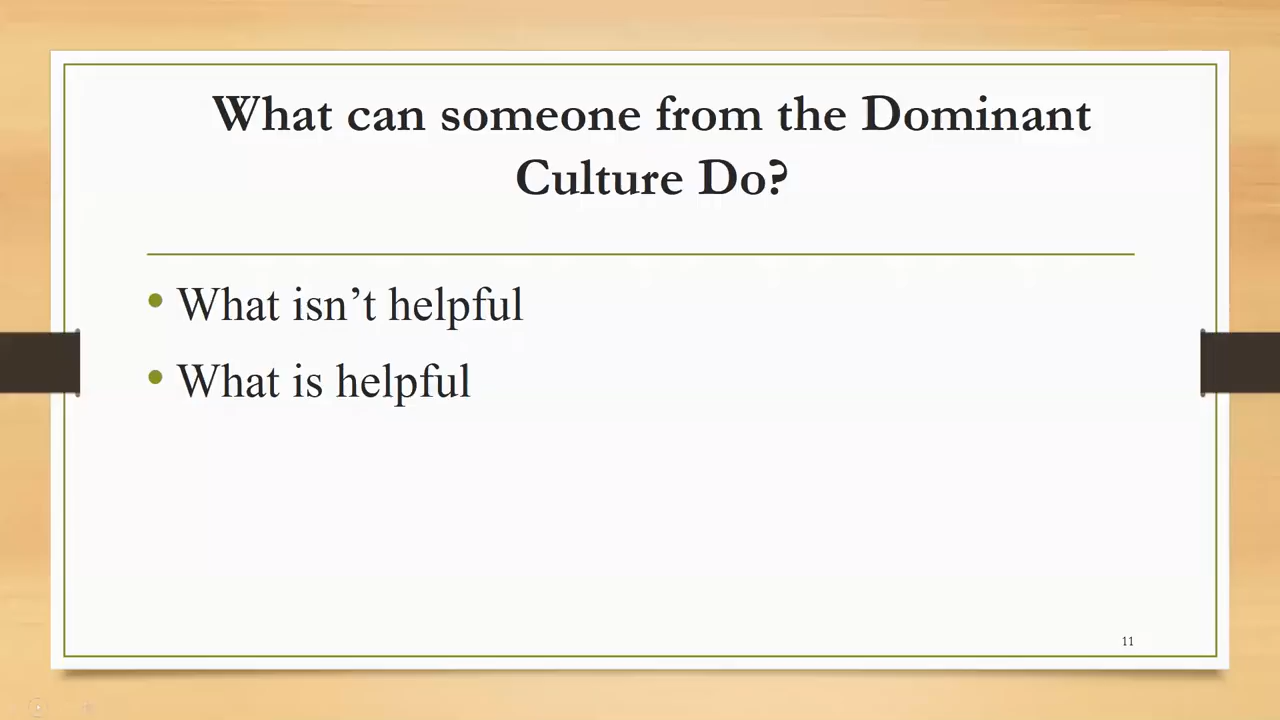 What can someone from the Dominant
Culture Do?
• What isn’t helpful
• What is helpful
11